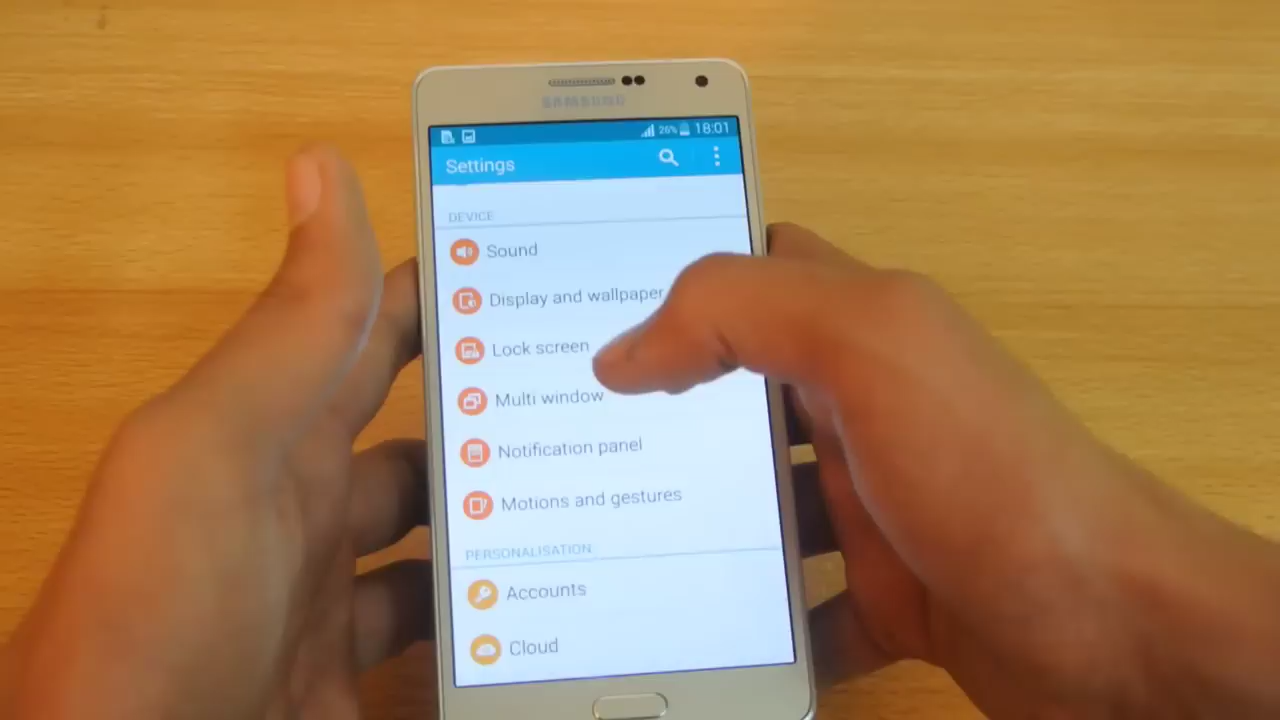 SAMSUNG
26% 18:01
Settings
DEVICE
Sound
Display and wallpaper
Lock screen
Multi window
Notification panel
Motions and gestures
PERSONALISATION
Accounts
Cloud